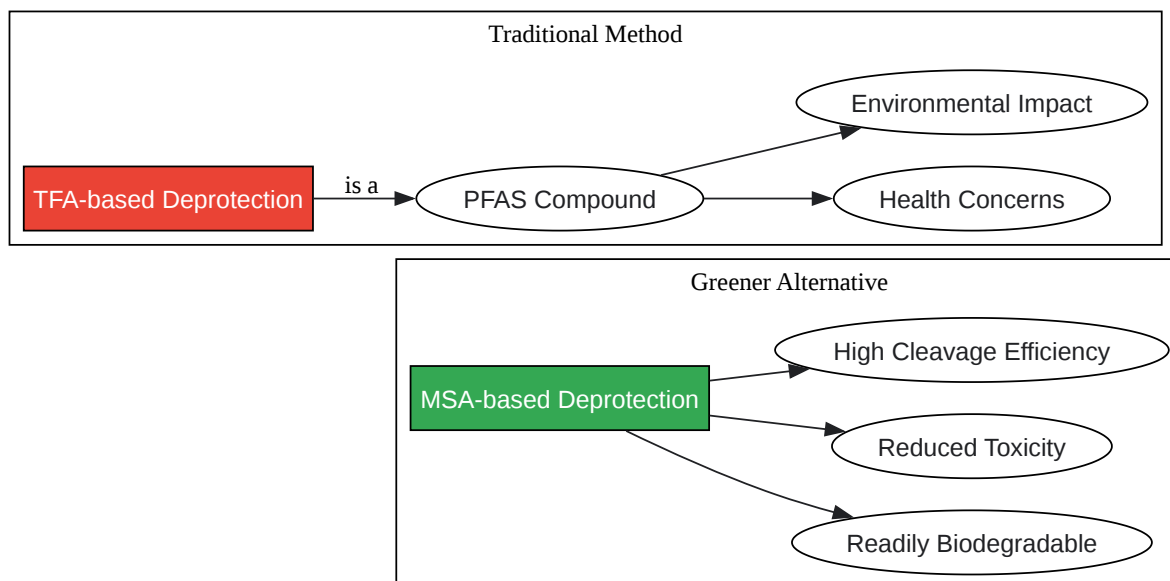 Traditional Method
Environmental Impact
TFA-based Deprotection
is a
PFAS Compound
Health Concerns
Greener Alternative
High Cleavage Efficiency
MSA-based Deprotection
Reduced Toxicity
Readily Biodegradable